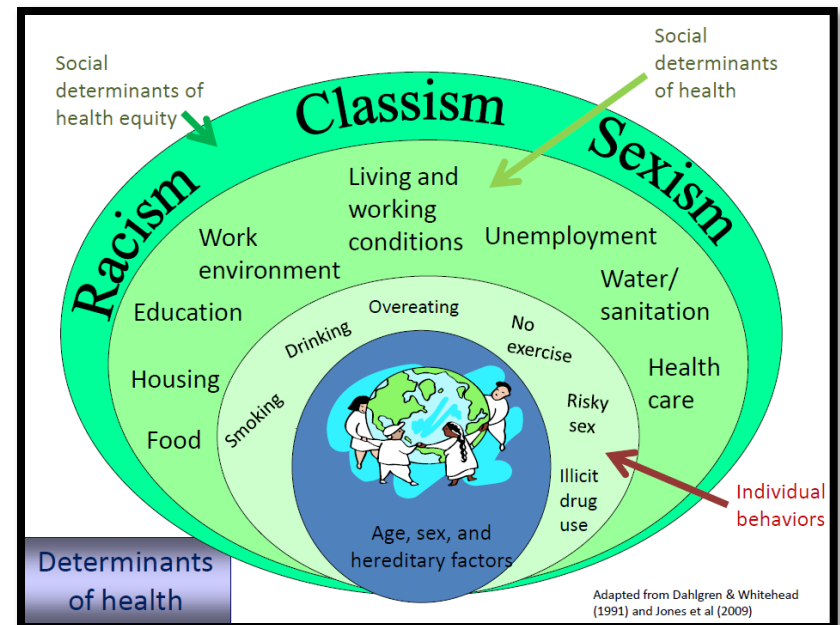 Social
determinants of
health equity
Social
determinants
of health
Racism
Classism
Sexism
Living and
working
conditions
Work
environment
Unemployment
Education
Water/
sanitation
Housing
Health
care
Food
Overeating
Drinking
No
exercise
Smoking
Risky
sex
Illicit
drug
use
Individual
behaviors
Age, sex, and
hereditary factors
Determinants
of health
Adapted from Dahlgren & Whitehead
(1991) and Jones et al (2009)